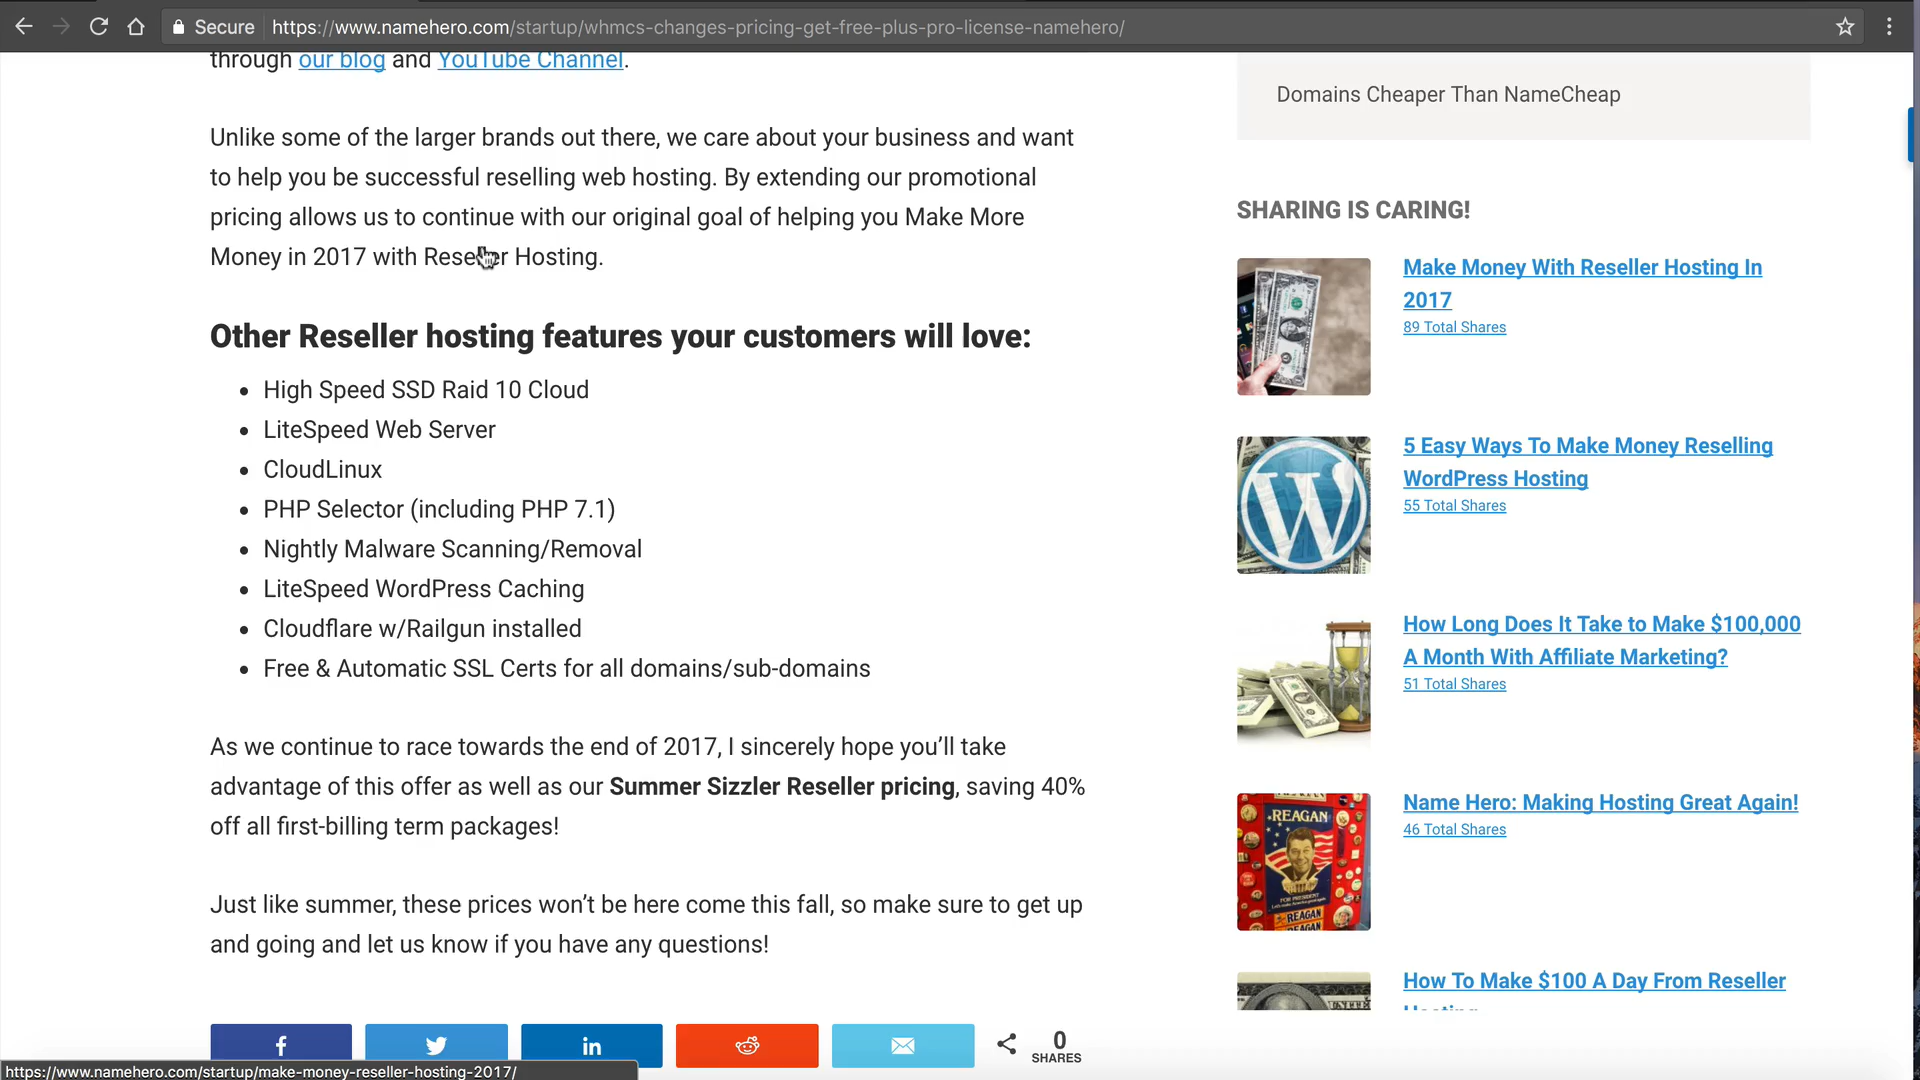 Secure
https://www.namehero.com/startup/whmcs-changes-pricing-get-free-plus-pro-license-namehero/
through our blog and YouTube Channel.
Unlike some of the larger brands out there, we care about your business and want
to help you be successful reselling web hosting. By extending our promotional
pricing allows us to continue with our original goal of helping you Make More
Money in 2017 with Reseller Hosting.
Other Reseller hosting features your customers will love:
• High Speed SSD Raid 10 Cloud
• LiteSpeed Web Server
• CloudLinux
• PHP Selector (including PHP 7.1)
• Nightly Malware Scanning/Removal
• LiteSpeed WordPress Caching
• Cloudflare w/Railgun installed
• Free & Automatic SSL Certs for all domains/sub-domains
As we continue to race towards the end of 2017, I sincerely hope you’ll take
advantage of this offer as well as our Summer Sizzler Reseller pricing, saving 40%
off all first-billing term packages!
Just like summer, these prices won’t be here come this fall, so make sure to get up
and going and let us know if you have any questions!
0
SHARES
https://www.namehero.com/startup/make-money-reseller-hosting-2017/
Domains Cheaper Than NameCheap
SHARING IS CARING!
Make Money With Reseller Hosting In
2017
89 Total Shares
5 Easy Ways To Make Money Reselling
WordPress Hosting
55 Total Shares
How Long Does It Take to Make $100,000
A Month With Affiliate Marketing?
51 Total Shares
Name Hero: Making Hosting Great Again!
46 Total Shares
REAGAN
FOR PRESIDENT
REAGAN
How To Make $100 A Day From Reseller
Hosting